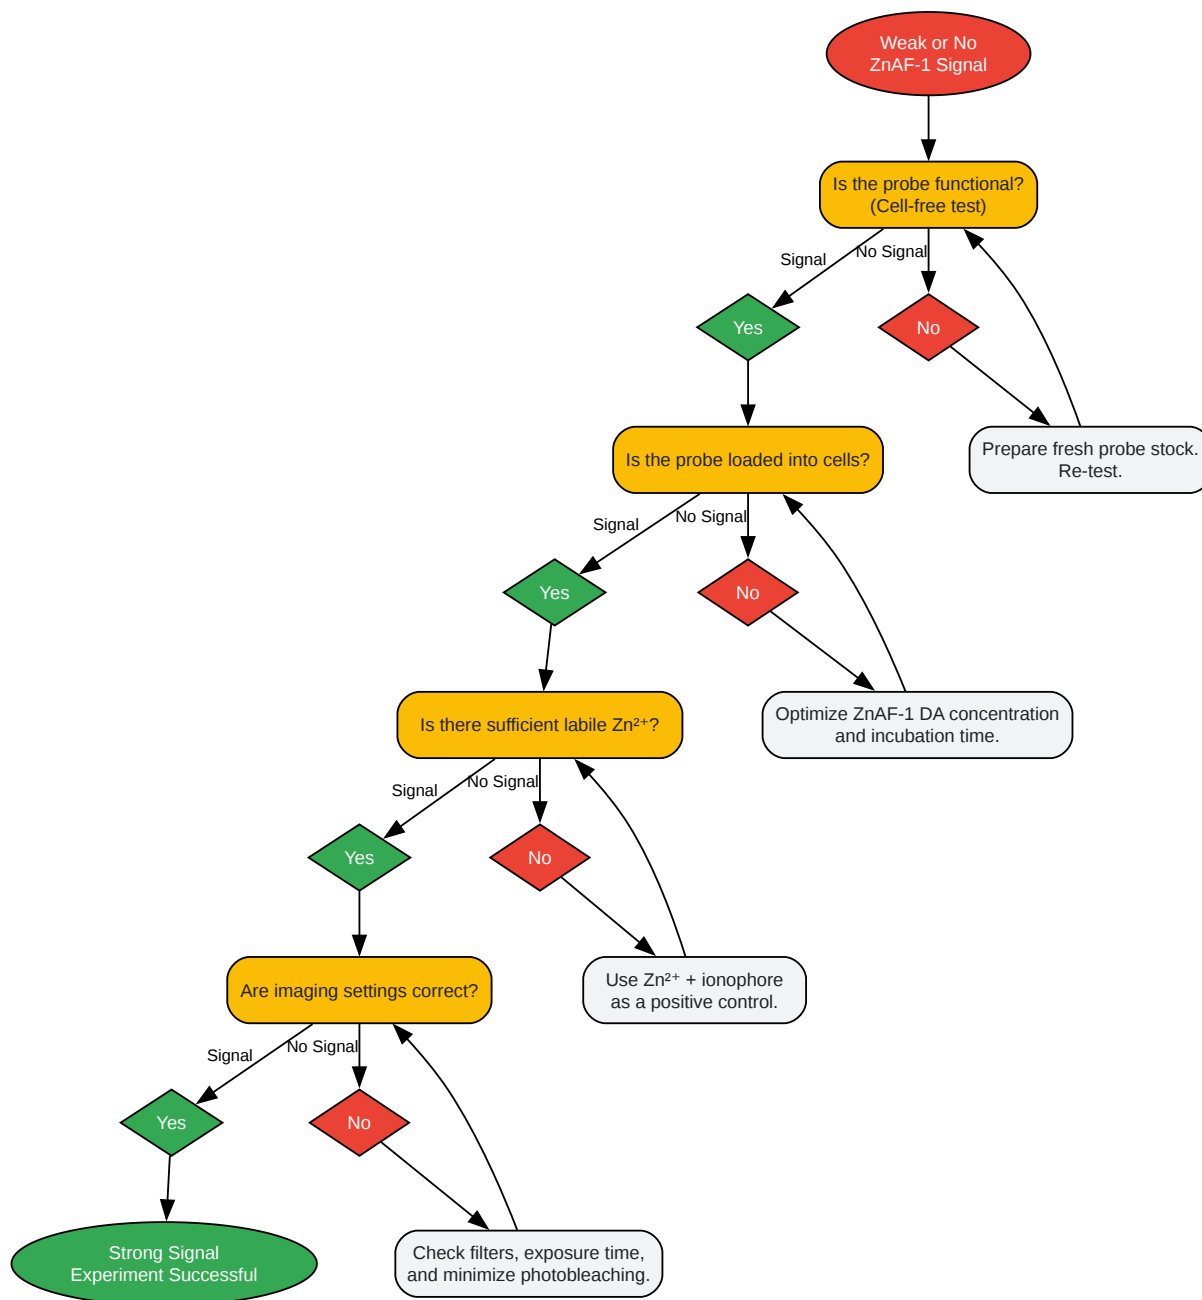 Weak or No
ZnAF-1 Signal
Is the probe functional?
(Cell-free test)
Signal
No Signal
Yes
No
Prepare fresh probe stock.
Re-test.
Is the probe loaded into cells?
Signal
No Signal
Yes
No
Optimize ZnAF-1 DA concentration
and incubation time.
Is there sufficient labile Zn²⁺?
Signal
No Signal
Yes
No
Use Zn²⁺ + ionophore
as a positive control.
Are imaging settings correct?
Signal
No Signal
Yes
No
Check filters, exposure time,
and minimize photobleaching.
Strong Signal
Experiment Successful